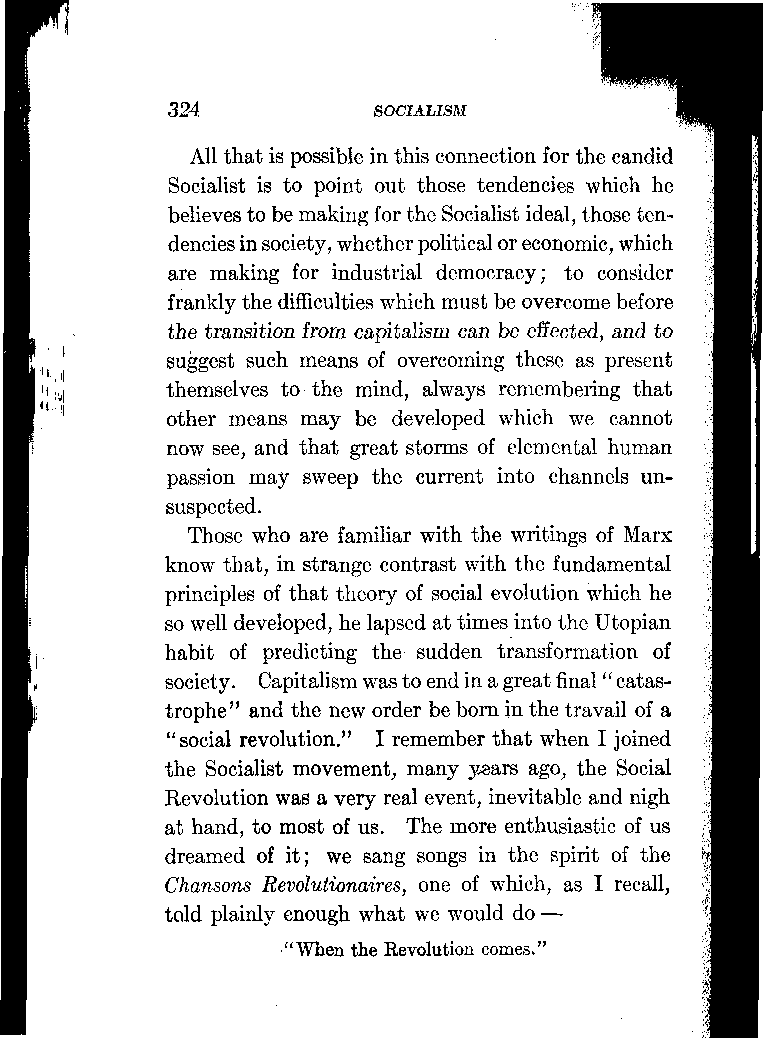 324 SOCIALISM
All that is possible in this connection for the candid
Socialist is to point out those tendencies which he
believes to be making for the Socialist ideal, those ten-
dencies in society, whether political or economic, which
are making for industrial democracy; to consider
frankly the difficulties which must be overcome before
the transition from capitalism can be effected, and to
suggest such means of overcoming these as present
themselves to the mind, always remembering that
other means may be developed which we cannot
now see, and that great storms of elemental human
passion may sweep the current into channels un-
suspected.
Those who are familiar with the writings of Marx
know that, in strange contrast with the fundamental
principles of that theory of social evolution which he
so well developed, he lapsed at times into the Utopian
habit of predicting the sudden transformation of
society. Capitalism was to end in a great final "catas-
trophe" and the new order be born in the travail of a
"social revolution." I remember that when I joined
the Socialist movement, many years ago, the Social
Revolution was a very real event, inevitable and nigh
at hand, to most of us. The more enthusiastic of us
dreamed of it; we sang songs in the spirit of the
Chansons Revolutionaires, one of which, as I recall,
told plainly enough what we would do —
"When the Revolution comes."